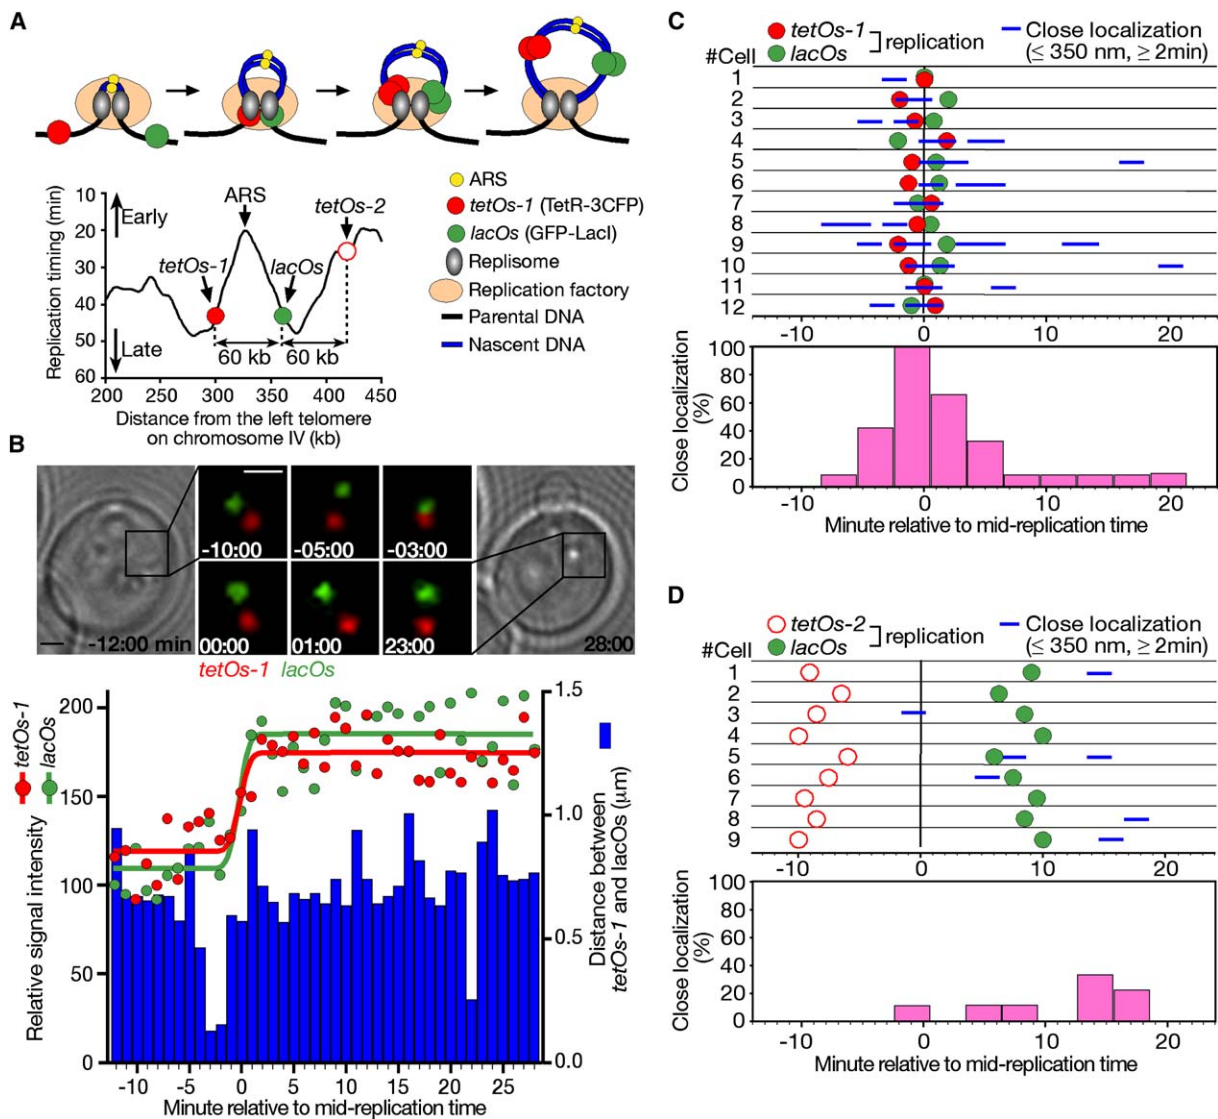 A
ARS
tetOs-1 (TetR-3CFP)
lacOs (GFP-LacI)
Replisome
Replication factory
Parental DNA
Nascent DNA
Replication timing (min)
10
20
30
40
50
60
Early
Late
ARS
tetOs-1
lacOs
tetOs-2
60 kb
60 kb
200
250
300
350
400
450
Distance from the left telomere
on chromosome IV (kb)
B
-12:00 min
-10:00
-05:00
-03:00
00:00
01:00
23:00
28:00
tetOs-1 lacOs
tetOs-1
lacOs
Relative signal intensity
200
150
100
50
0
1.5
1.0
0.5
0.0
Distance between
tetOs-1 and lacOs (μm)
-10
-5
0
5
10
15
20
25
Minute relative to mid-replication time
C
tetOs-1
lacOs
replication
Close localization
(≤ 350 nm, ≥ 2min)
#Cell
1
2
3
4
5
6
7
8
9
10
11
12
-10
0
10
20
Close localization
(%)
100
80
60
40
20
0
-10
0
10
20
Minute relative to mid-replication time
D
tetOs-2
lacOs
replication
Close localization
(≤ 350 nm, ≥ 2min)
#Cell
1
2
3
4
5
6
7
8
9
-10
0
10
20
Close localization
(%)
100
80
60
40
20
0
-10
0
10
20
Minute relative to mid-replication time